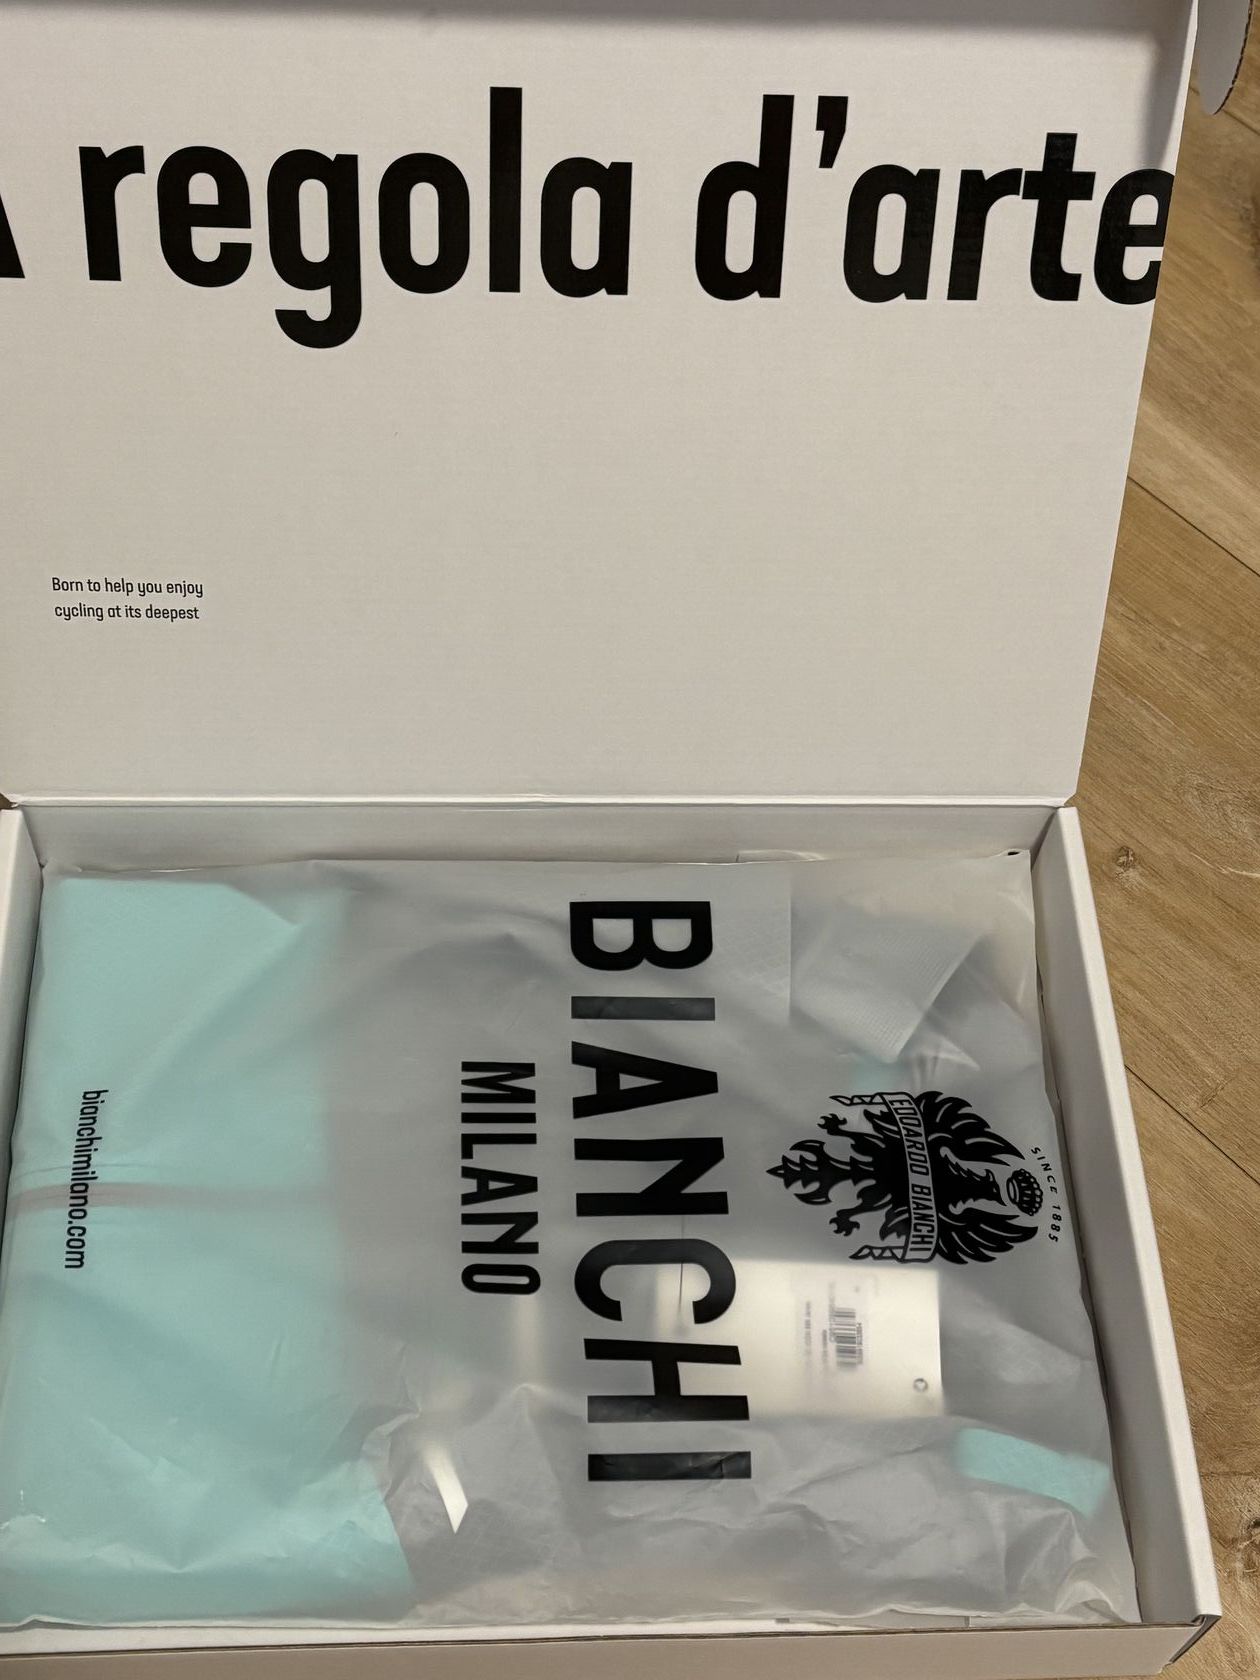 A regola d'arte
Born to help you enjoy
cycling at its deepest
SINCE 1885
EDOARDO BIANCHI
BIANCHI
MILANO
bianchimilano.com